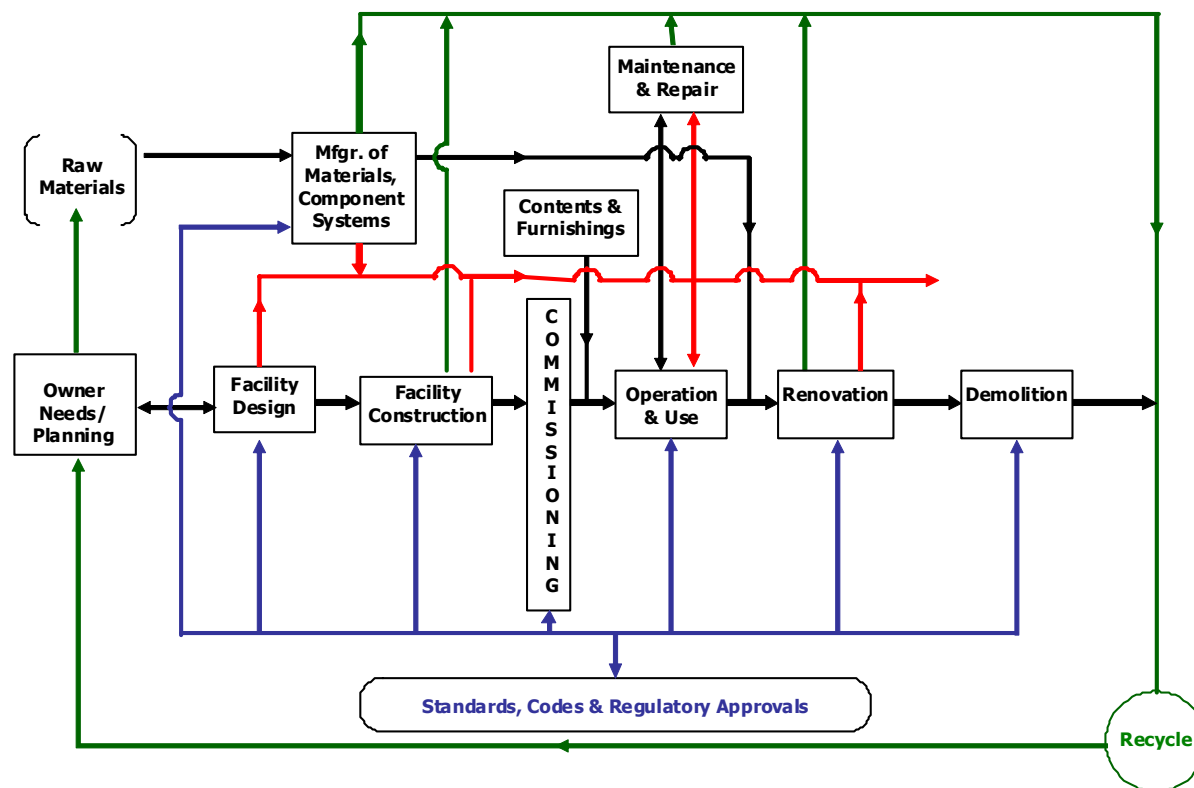 Maintenance
& Repair
Raw
Materials
Mfgr. of
Materials,
Component
Systems
Contents &
Furnishings
Owner
Needs/
Planning
Facility
Design
Facility
Construction
C
O
M
M
I
S
S
I
O
N
I
N
G
Operation
& Use
Renovation
Demolition
Standards, Codes & Regulatory Approvals
Recycle